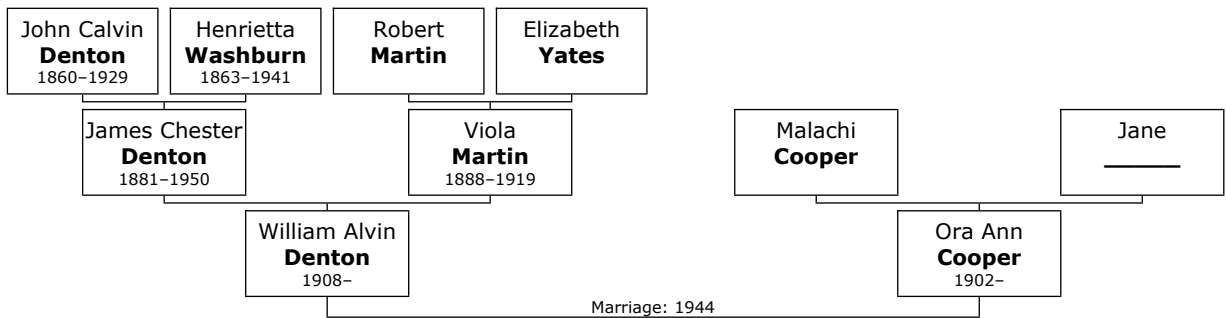 John Calvin
Denton
1860–1929
Henrietta
Washburn
1863–1941
Robert
Martin
Elizabeth
Yates
James Chester
Denton
1881–1950
Viola
Martin
1888–1919
Malachi
Cooper
Jane
______
William Alvin
Denton
1908–
Ora Ann
Cooper
1902–
Marriage: 1944